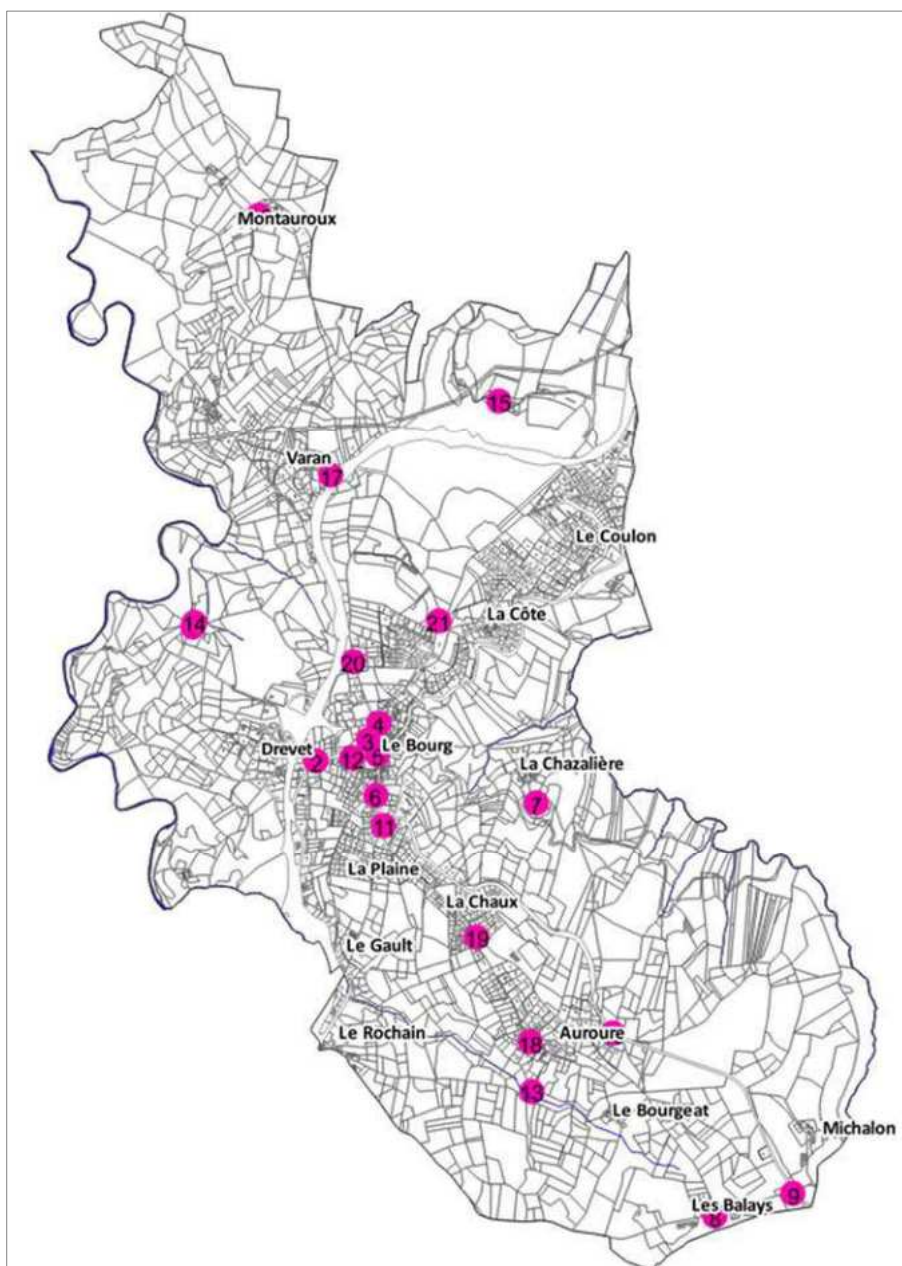 Montauroux
15
Varan
17
Le Coulon
La Côte
14
21
20
4
3
Drevet
Le Bourg
2
12
5
La Chazalière
6
7
11
La Plaine
La Chaux
19
Le Gault
Le Rochain
18
Auroure
13
Le Bourgeat
Michalon
9
Les Balays
8